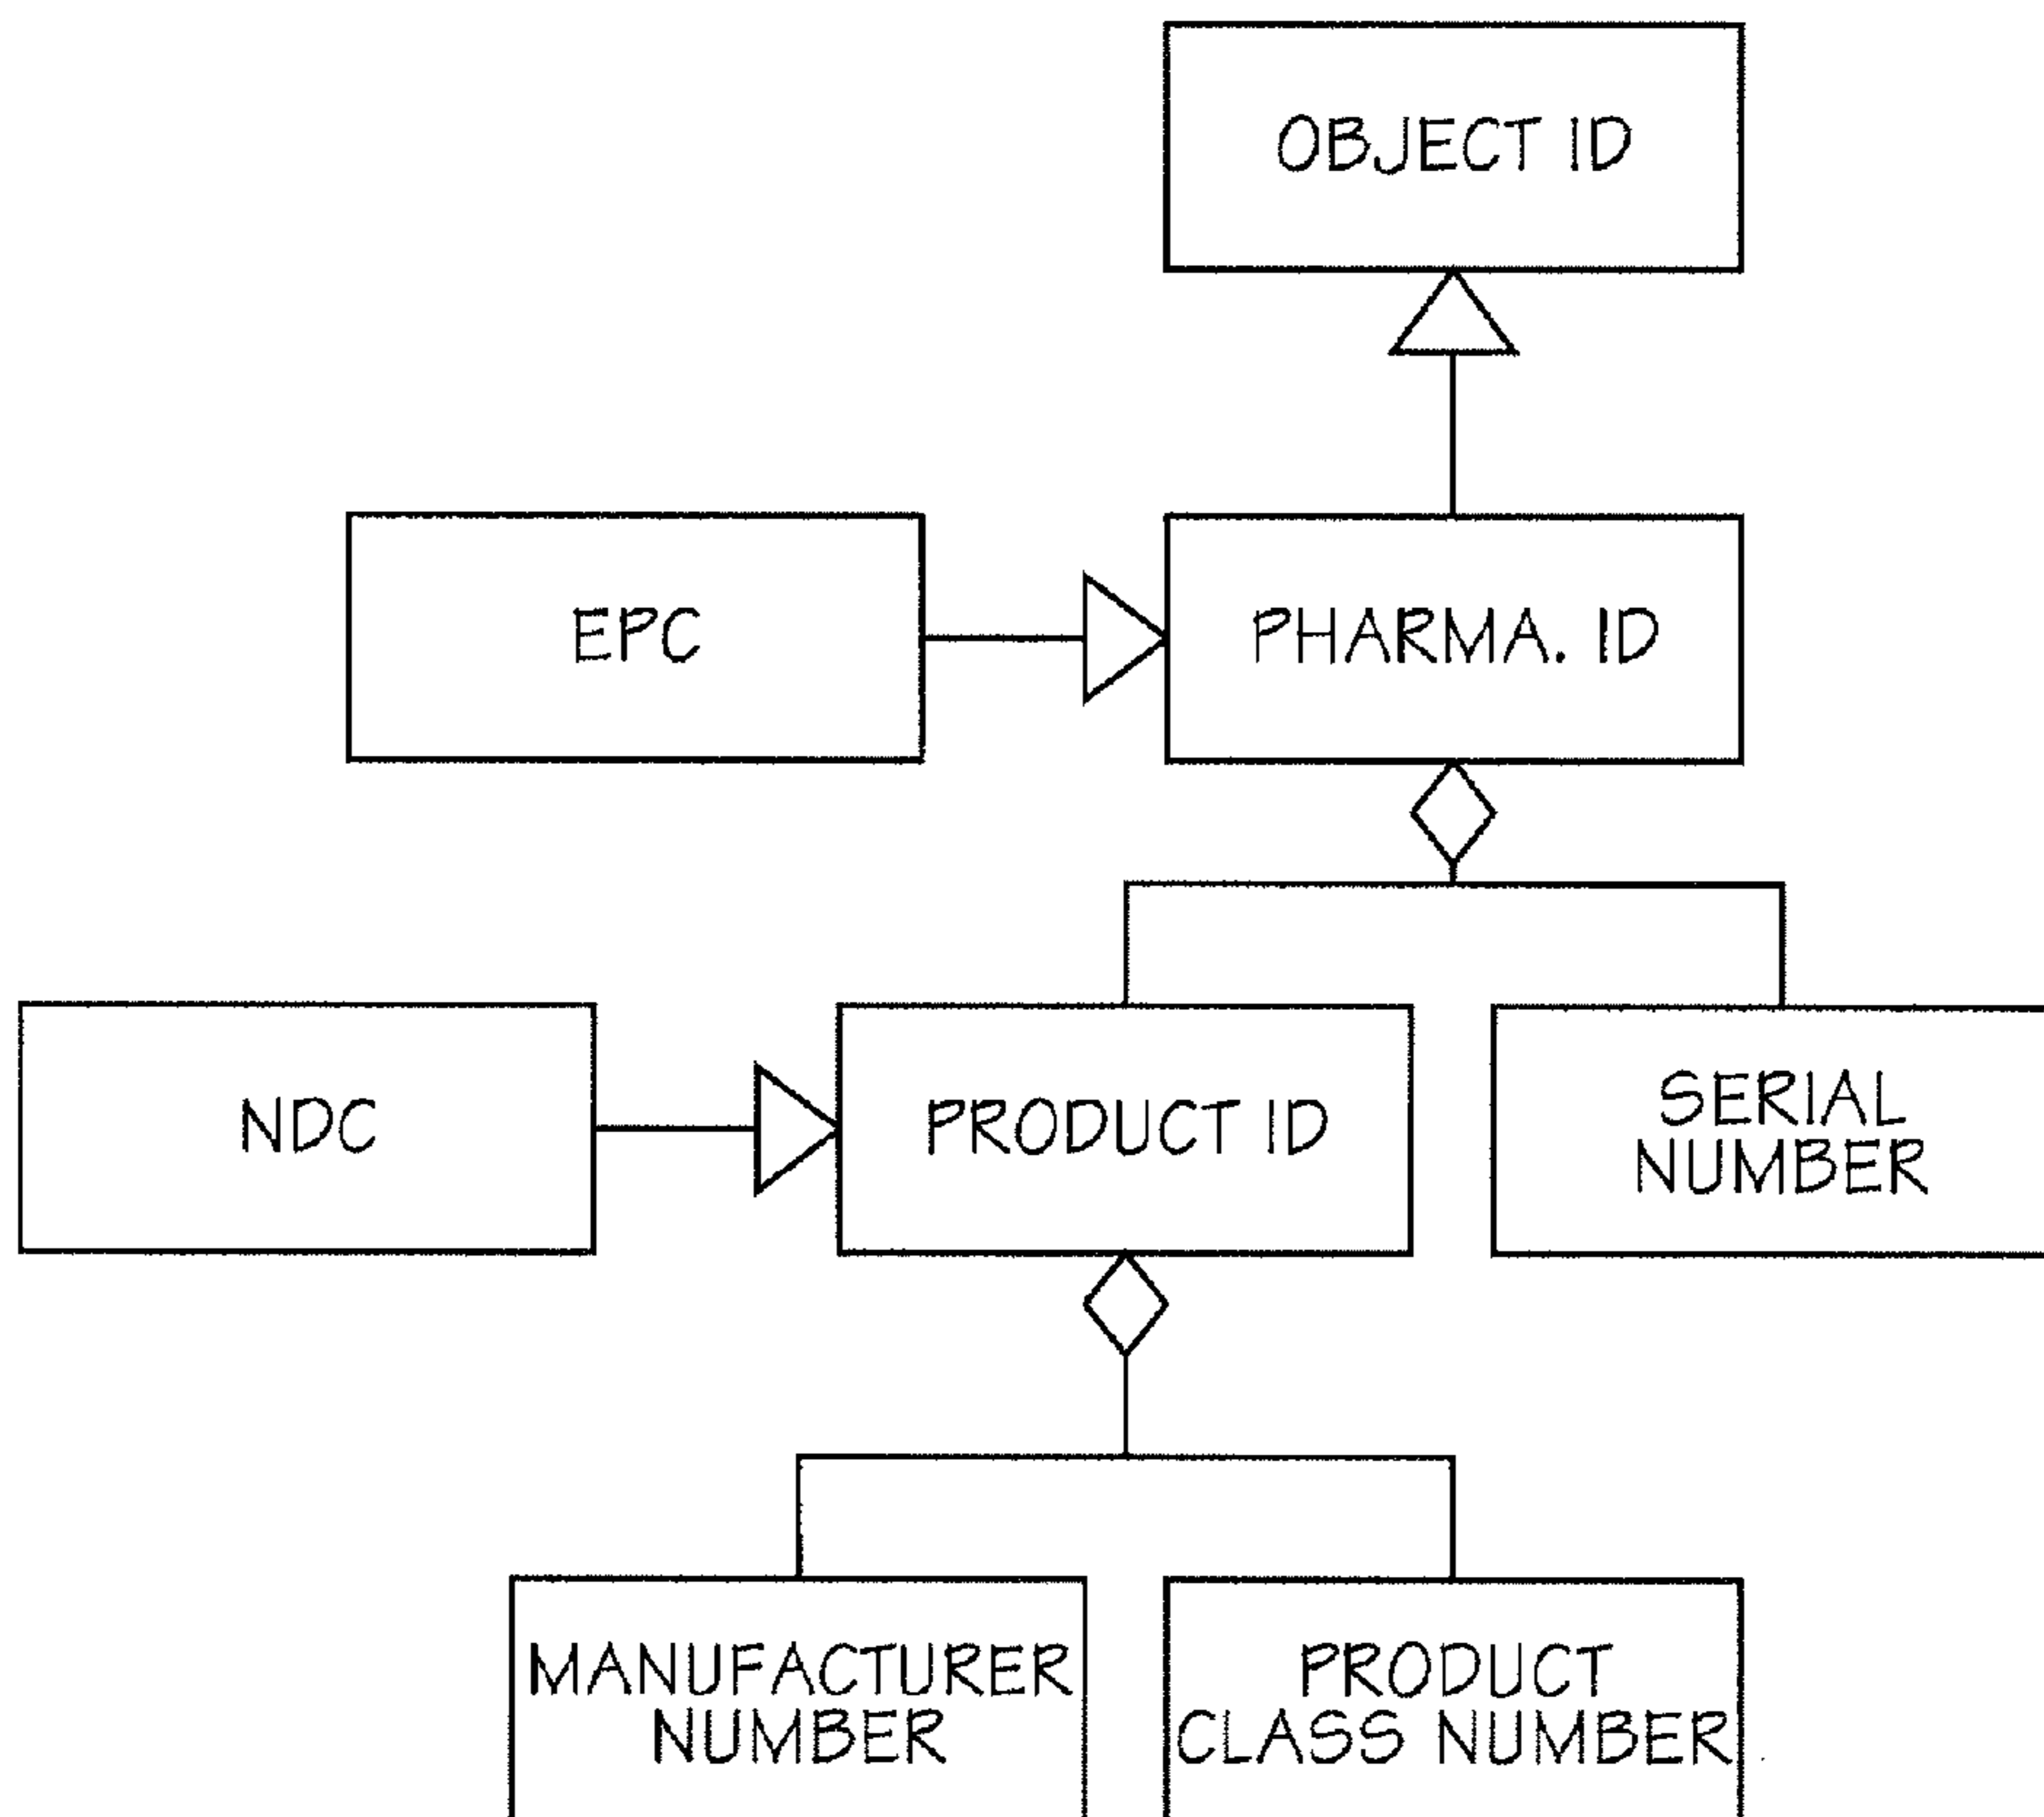 OBJECT ID
EPC
PHARMA. ID
NDC
PRODUCT ID
SERIAL
NUMBER
MANUFACTURER
NUMBER
PRODUCT
CLASS NUMBER